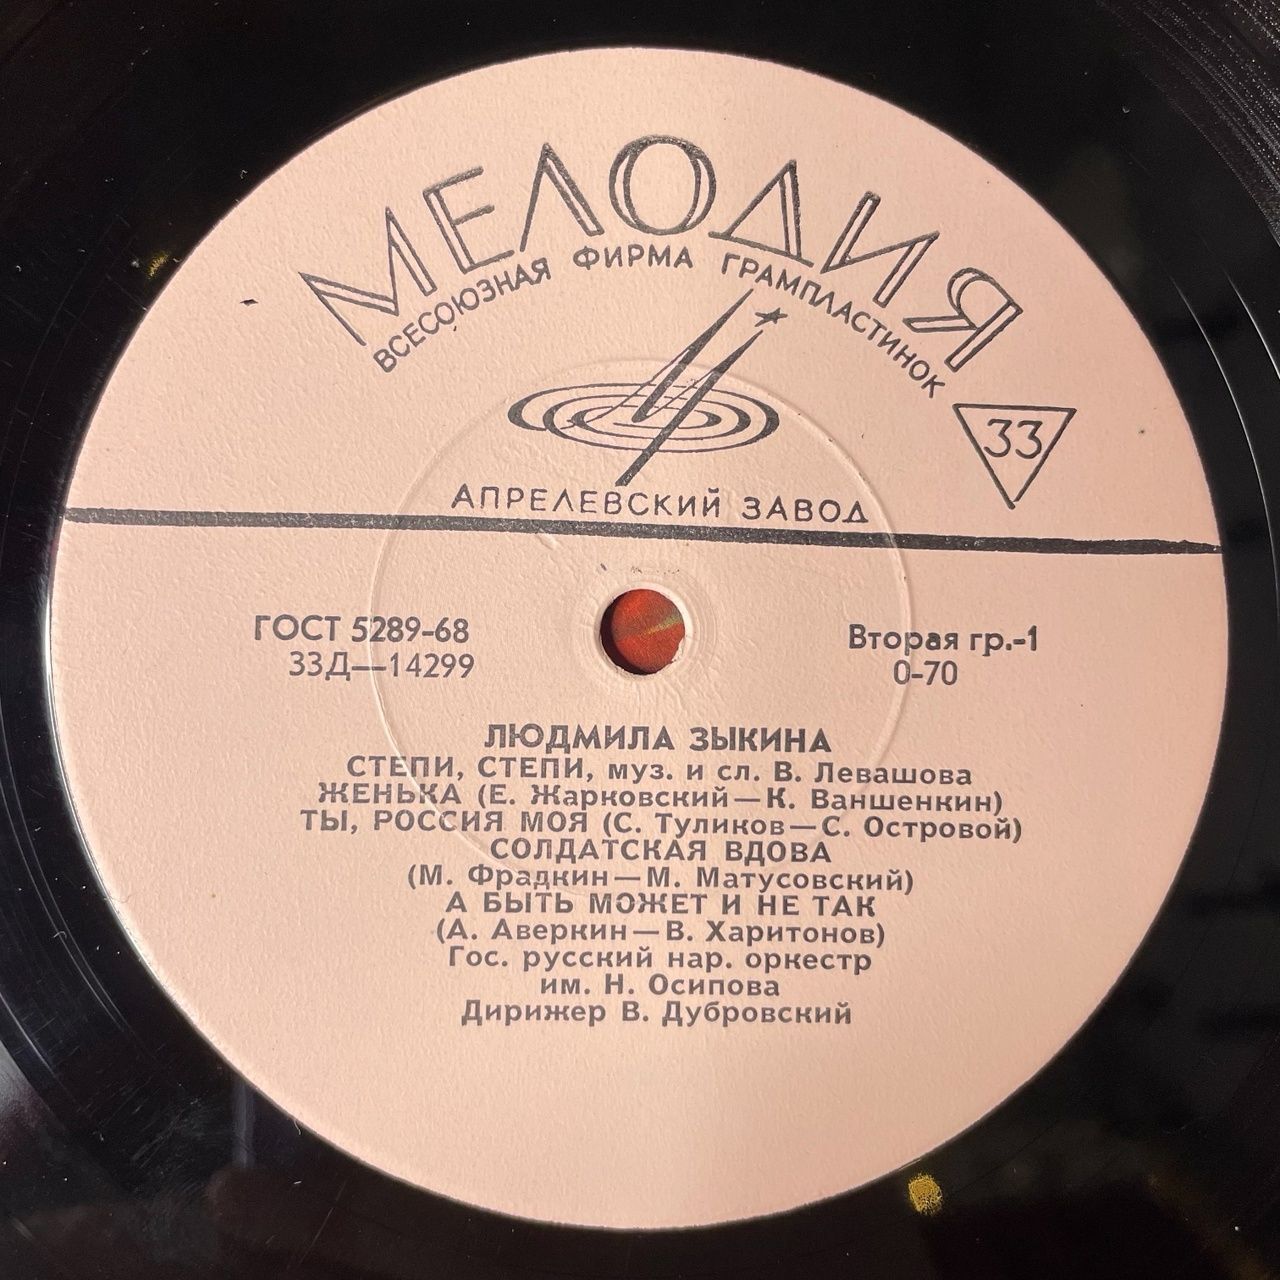 МЕЛОДИЯ
ВСЕСОЮЗНАЯ ФИРМА ГРАМПЛАСТИНОК
33
АПРЕЛЕВСКИЙ ЗАВОД
ГОСТ 5289-68
33Д—14299
Вторая гр.-1
0-70
ЛЮДМИЛА ЗЫКИНА
СТЕПИ, СТЕПИ, муз. и сл. В. Левашова
ЖЕНЬКА (Е. Жарковский—К. Ваншенкин)
ТЫ, РОССИЯ МОЯ (С. Туликов—С. Островой)
СОЛДАТСКАЯ ВДОВА
(М. Фрадкин—М. Матусовский)
А БЫТЬ МОЖЕТ И НЕ ТАК
(А. Аверкин—В. Харитонов)
Гос. русский нар. оркестр
им. Н. Осипова
Дирижер В. Дубровский